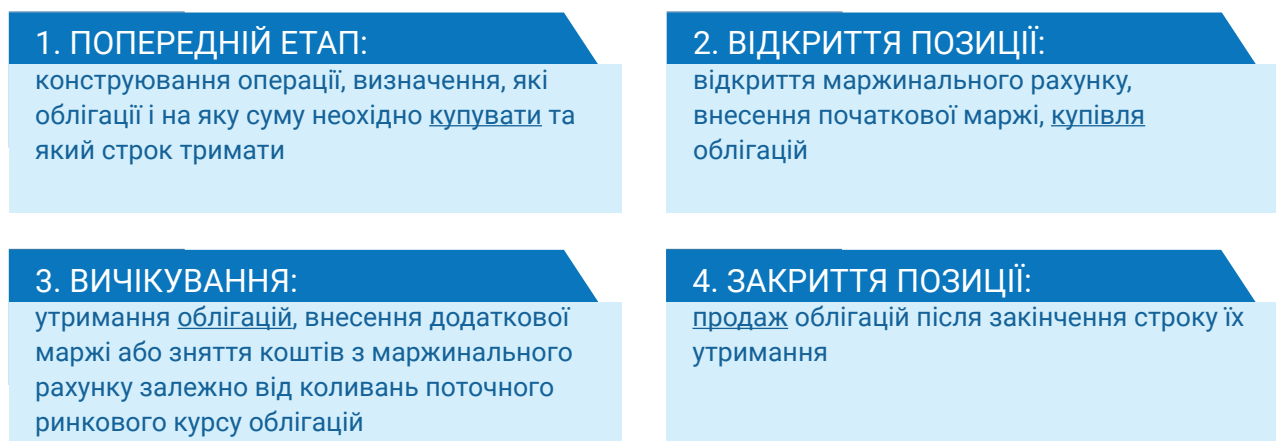 1. ПОПЕРЕДНІЙ ЕТАП:
конструювання операції, визначення, які
облігації і на яку суму неохідно купувати та
який строк тримати
2. ВІДКРИТТЯ ПОЗИЦІЇ:
відкриття маржинального рахунку,
внесення початкової маржі, купівля
облігацій
3. ВИЧІКУВАННЯ:
утримання облігацій, внесення додаткової
маржі або зняття коштів з маржинального
рахунку залежно від коливань поточного
ринкового курсу облігацій
4. ЗАКРИТТЯ ПОЗИЦІЇ:
продаж облігацій після закінчення строку їх
утримання